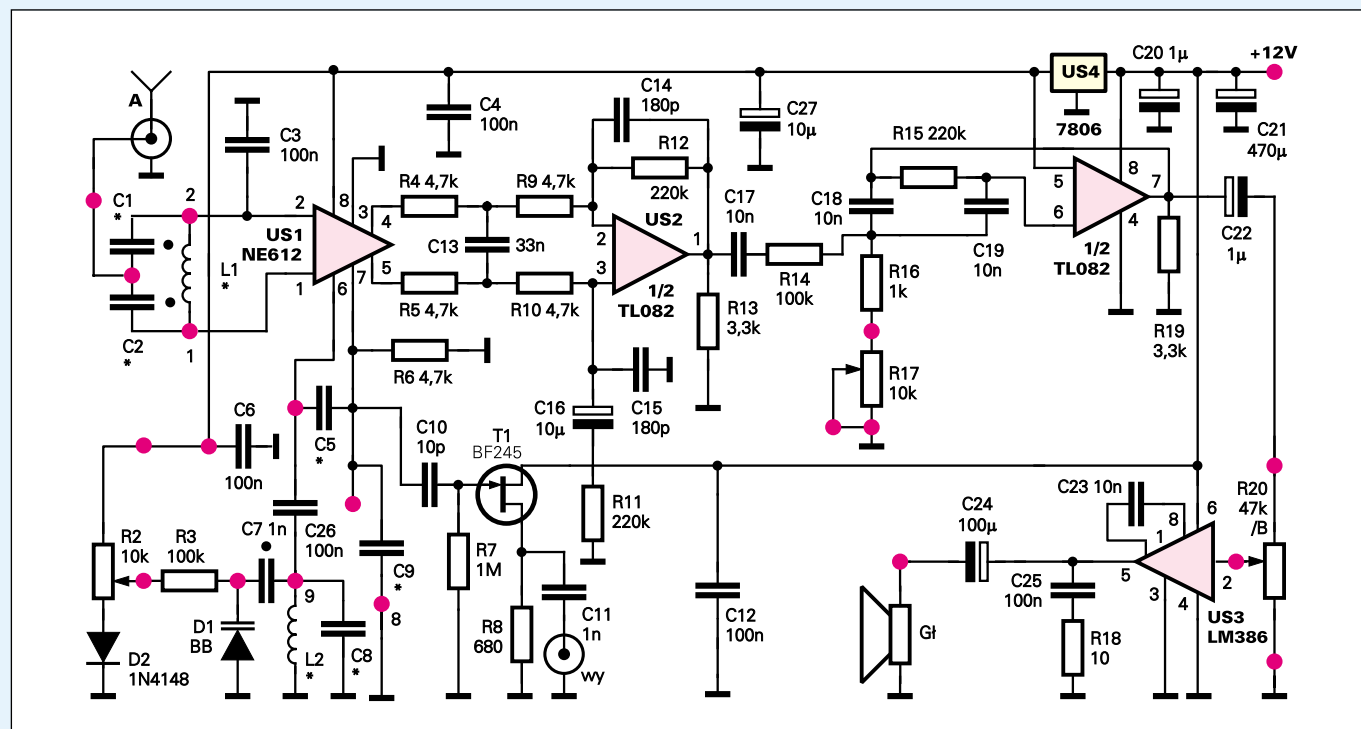 A
C1
*
C2
*
2
L1
*
1
C3
100n
2
1
US1
NE612
8
3
4
5
7
6
C4
100n
R4 4,7k
R5 4,7k
C13
33n
R9 4,7k
R10 4,7k
C14
180p
R12
220k
US2
2
3
1
1/2
TL082
R13
3,3k
C17
10n
C27
10µ
R14
100k
C18
10n
R15 220k
C19
10n
R16
1k
R17
10k
US4
7806
C20 1µ
+12V
C21
470µ
5
6
8
7
4
1/2
TL082
R19
3,3k
C22
1µ
R6 4,7k
C6
100n
C5
*
C10
10p
T1
BF245
C16
10µ
C15
180p
R11
220k
R2
10k
R3
100k
C7 1n
C26
100n
D2
1N4148
D1
BB
9
L2
*
C8
*
C9
*
8
R7
1M
R8
680
C11
1n
wy
C12
100n
Gł
C24
100µ
C25
100n
R18
10
C23 10n
1
8
6
5
2
3
4
US3
LM386
R20
47k
/B